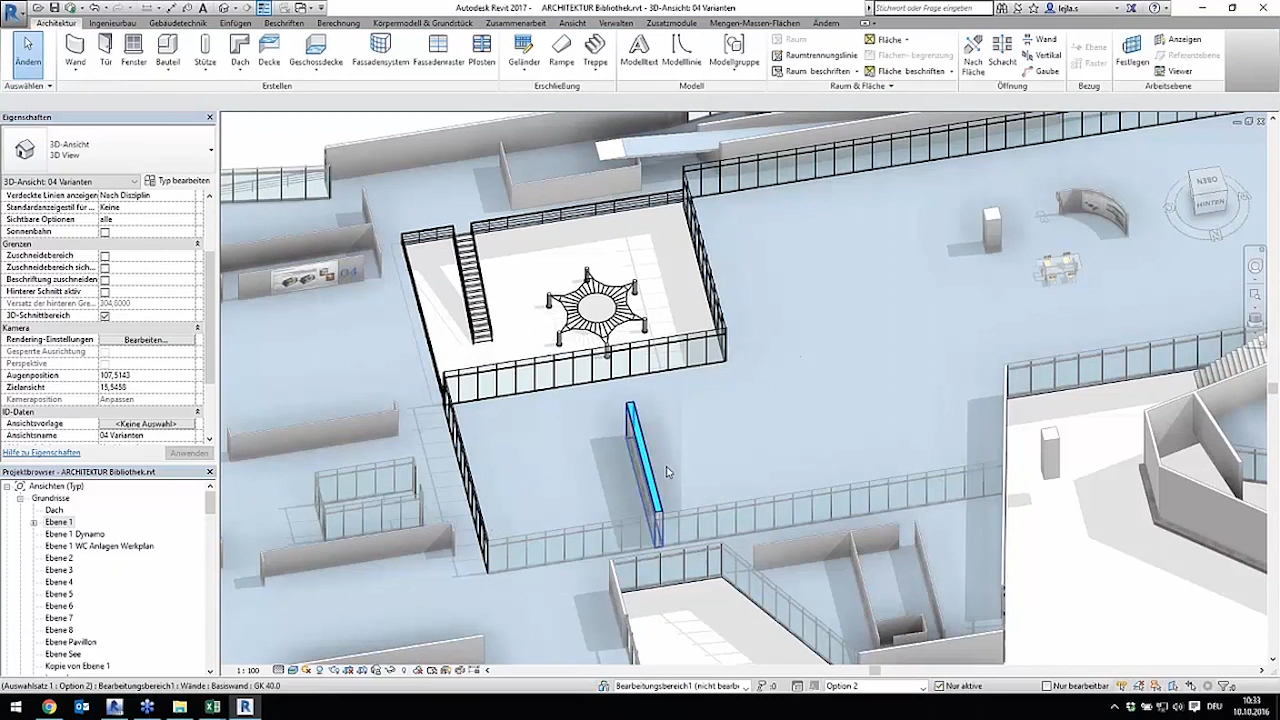 Autodesk Revit 2017 - ARCHITEKTUR Bibliothek.rvt - 3D-Ansicht: 04 Varianten
Stichwort oder Frage eingeben
lejla.s
Architektur Ingenieurbau Gebäudetechnik Einfügen Beschriften Berechnung Körpermodell & Grundstück Zusammenarbeit Ansicht Verwalten Zusatzmodule Mengen-Massen-Flächen Ändern
Ändern
Wand
Tür
Fenster
Bauteil
Stütze
Dach
Decke
Geschossdecke
Fassadensystem
Fassadenraster
Pfosten
Geländer
Rampe
Treppe
Modelltext
Modelllinie
Modellgruppe
Raum
Raumtrennungslinie
Raum beschriften
Fläche
Flächen- begrenzung
Fläche beschriften
Nach Fläche
Schacht
Wand
Vertikal
Gaube
Ebene
Raster
Festlegen
Anzeigen
Referenzebene
Viewer
Auswählen
Erstellen
Erschließung
Modell
Raum & Fläche
Öffnung
Bezug
Arbeitsebene
Eigenschaften
3D-Ansicht
3D View
3D-Ansicht: 04 Varianten
Typ bearbeiten
Verdeckte Linien anzeigen Nach Disziplin
Standardanzeigestil für ... Keine
Sichtbare Optionen alle
Sonnenbahn
Grenzen
Zuschneidebereich
Zuschneidebereich sich...
Beschriftung zuschneiden
Hinterer Schnitt aktiv
Versatz der hinteren Gre... 304,8000
3D-Schnittbereich
Kamera
Rendering-Einstellungen Bearbeiten...
Gesperte Ausrichtung
Perspektive
Augenposition 107,5143
Zielansicht 15,5458
Kameraposition Anpassen
ID-Daten
Ansichtsvorlage <Keine Auswahl>
Ansichtsname 04 Varianten
Hilfe zu Eigenschaften
Anwenden
Projektbrowser - ARCHITEKTUR Bibliothek.rvt
Ansichten (Typ)
Grundrisse
Dach
Ebene 1
Ebene 1 Dynamo
Ebene 1 WC Anlagen Werkplan
Ebene 2
Ebene 3
Ebene 4
Ebene 5
Ebene 6
Ebene 7
Ebene 8
Ebene Pavillon
Ebene See
Kopie von Ebene 1
04
OBEN
HINTEN
1 : 100
(Auswahlsatz 1 : Option 2) : Bearbeitungsbereich1 : Wände : Basiswand : GK 40.0
Bearbeitungsbereich1 (nicht bearb
:0
Option 2
Nur aktive
Nur bearbeitbar
:1
DEU
10:33
10.10.2016